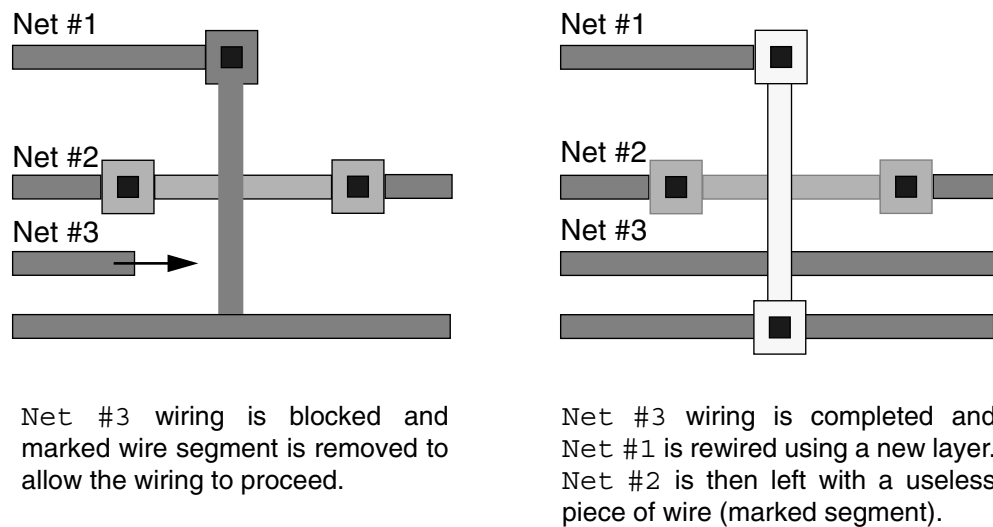 Net #1
Net #2
Net #3
Net #3 wiring is blocked and
marked wire segment is removed to
allow the wiring to proceed.
Net #1
Net #2
Net #3
Net #3 wiring is completed and
Net #1 is rewired using a new layer.
Net #2 is then left with a useless
piece of wire (marked segment).